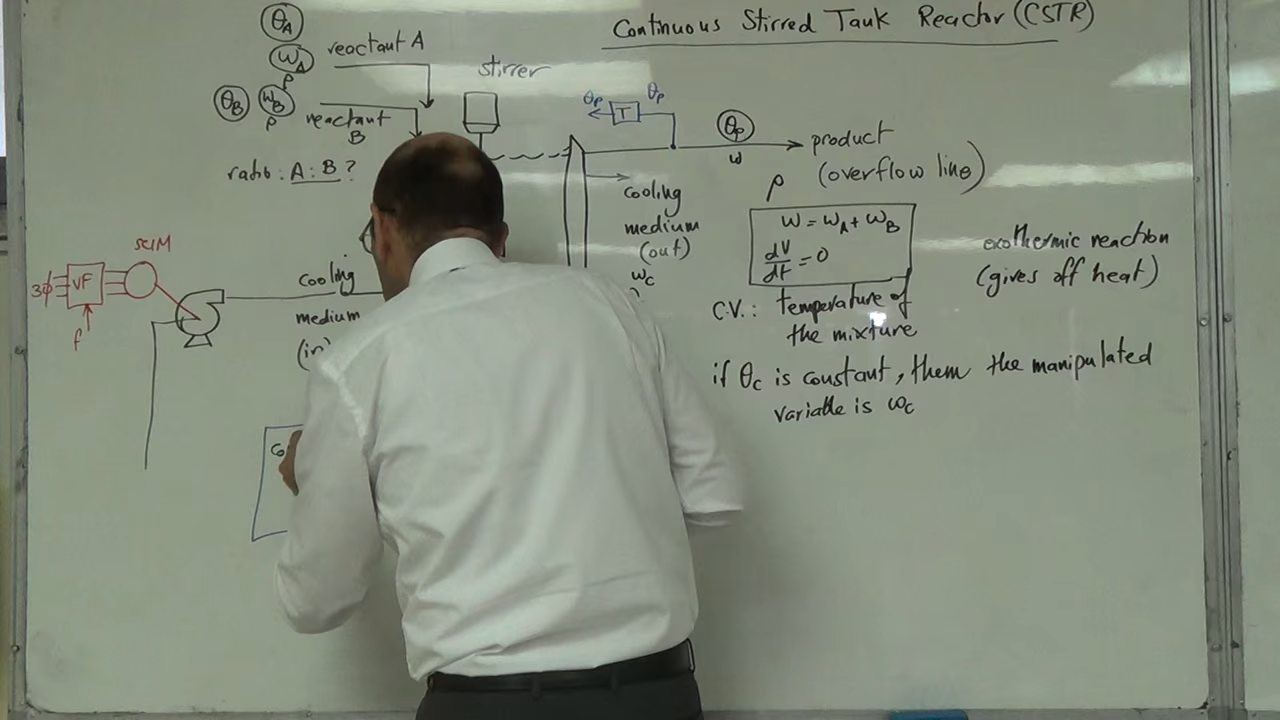 Continuous Stirred Tank Reactor (CSTR)
θA
WA
ρ
reactant A
θB
WB
ρ
reactant
B
ratio : A : B ?
stirrer
θp
T
θp
θp
w
product
(overflow line)
ρ
cooling
medium
(out)
wc
W = WA + WB
dV/dt = 0
exothermic reaction
(gives off heat)
C.V. : temperature of
the mixture
if θc is constant, them the manipulated
variable is wc
SCIM
3ϕ
VF
f
cooling
medium
(in)